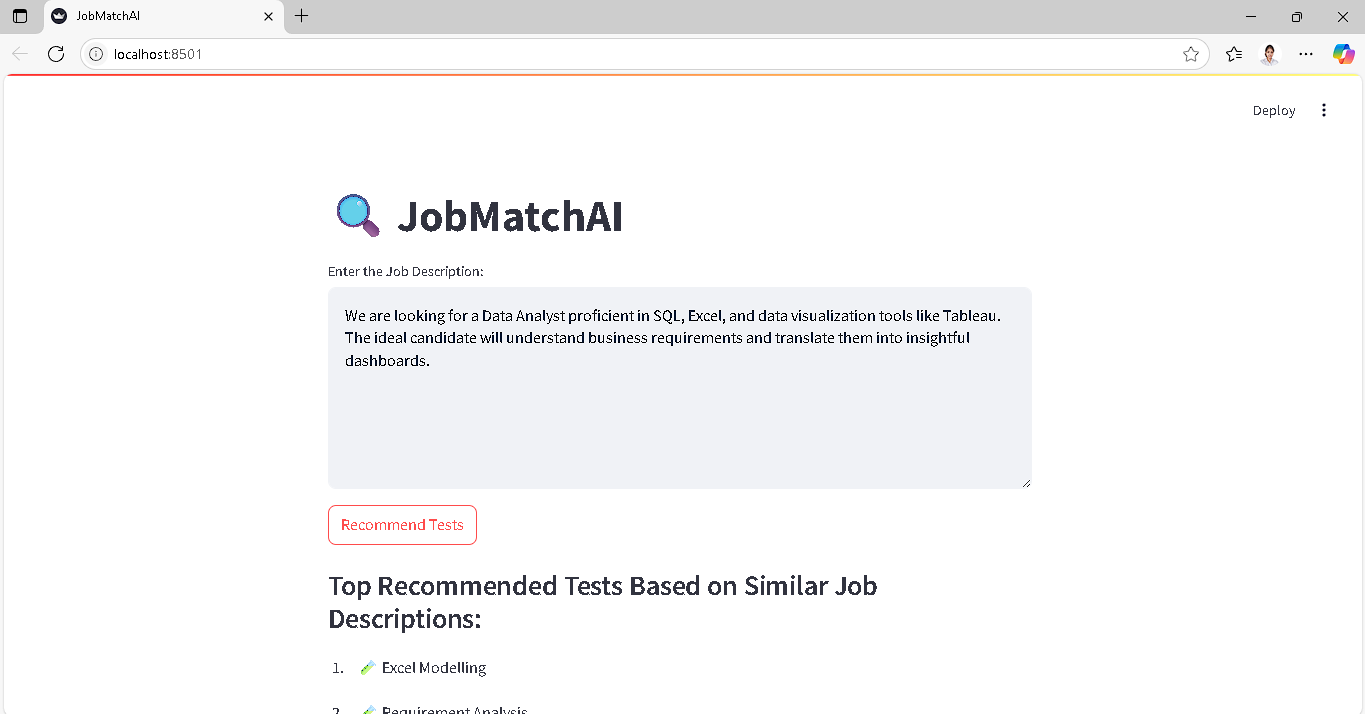 JobMatchAI
localhost:8501
Deploy
JobMatchAI
Enter the Job Description:
We are looking for a Data Analyst proficient in SQL, Excel, and data visualization tools like Tableau.
The ideal candidate will understand business requirements and translate them into insightful
dashboards.
Recommend Tests
Top Recommended Tests Based on Similar Job
Descriptions:
1. Excel Modelling
2. Requirement Analysis